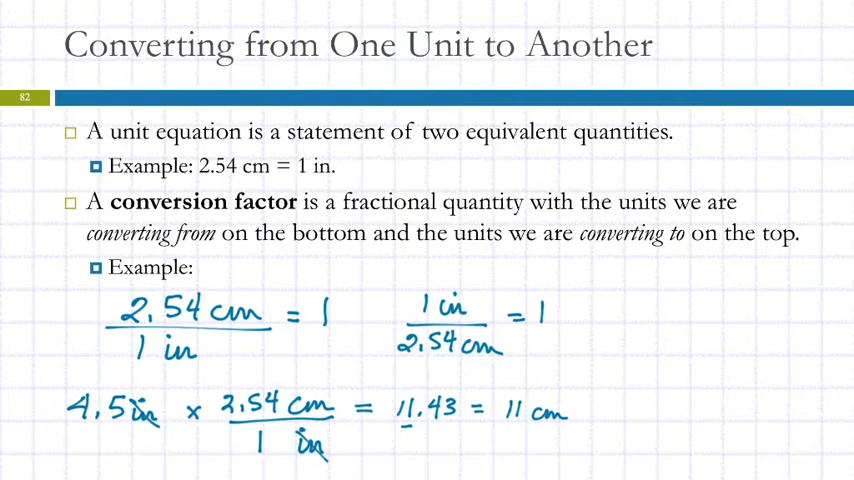 Converting from One Unit to Another
82
A unit equation is a statement of two equivalent quantities.
Example: 2.54 cm = 1 in.
A conversion factor is a fractional quantity with the units we are
converting from on the bottom and the units we are converting to on the top.
Example:
2.54 cm = 1 1 in = 1
1 in 2.54 cm
4.5 in × 2.54 cm = 11.43 = 11 cm
1 in